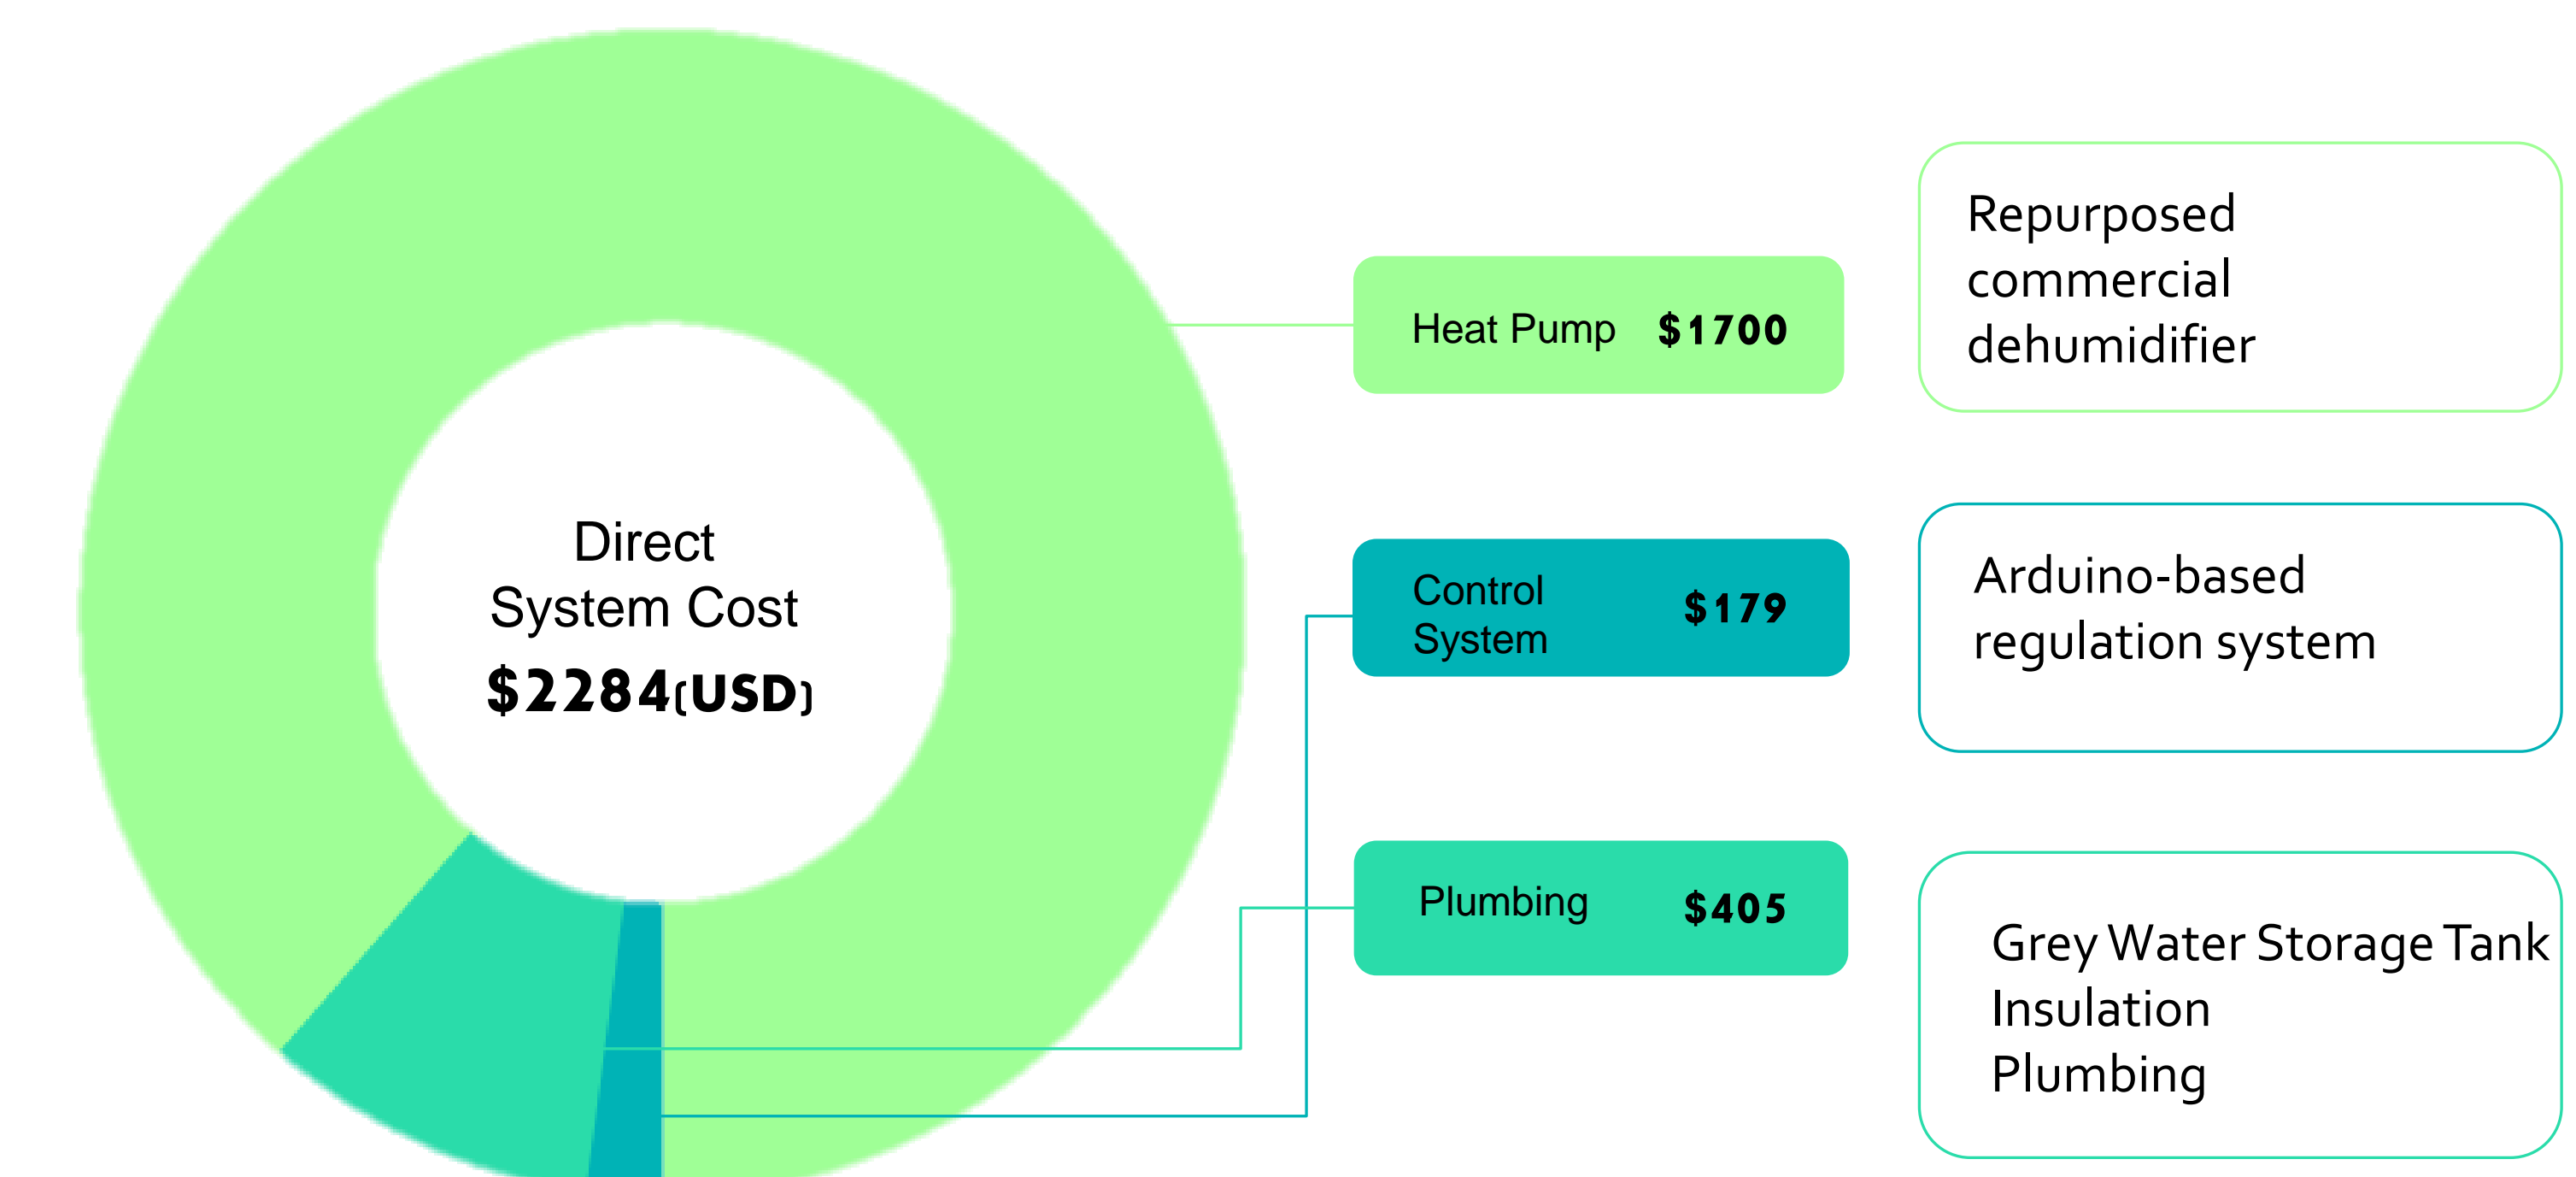 Direct
System Cost
$2284(USD)
Heat Pump $1700
Repurposed
commercial
dehumidifier
Control
System
$179
Arduino-based
regulation system
Plumbing $405
Grey Water Storage Tank
Insulation
Plumbing